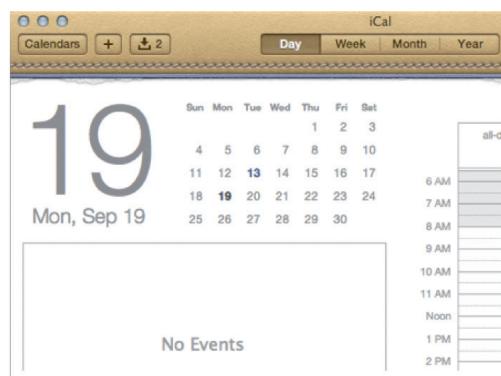 iCal
Calendars + 2 Day Week Month Year
19
Mon, Sep 19
Sun Mon Tue Wed Thu Fri Sat
1 2 3
4 5 6 7 8 9 10
11 12 13 14 15 16 17
18 19 20 21 22 23 24
25 26 27 28 29 30
No Events
all-d
6 AM
7 AM
8 AM
9 AM
10 AM
11 AM
Noon
1 PM
2 PM